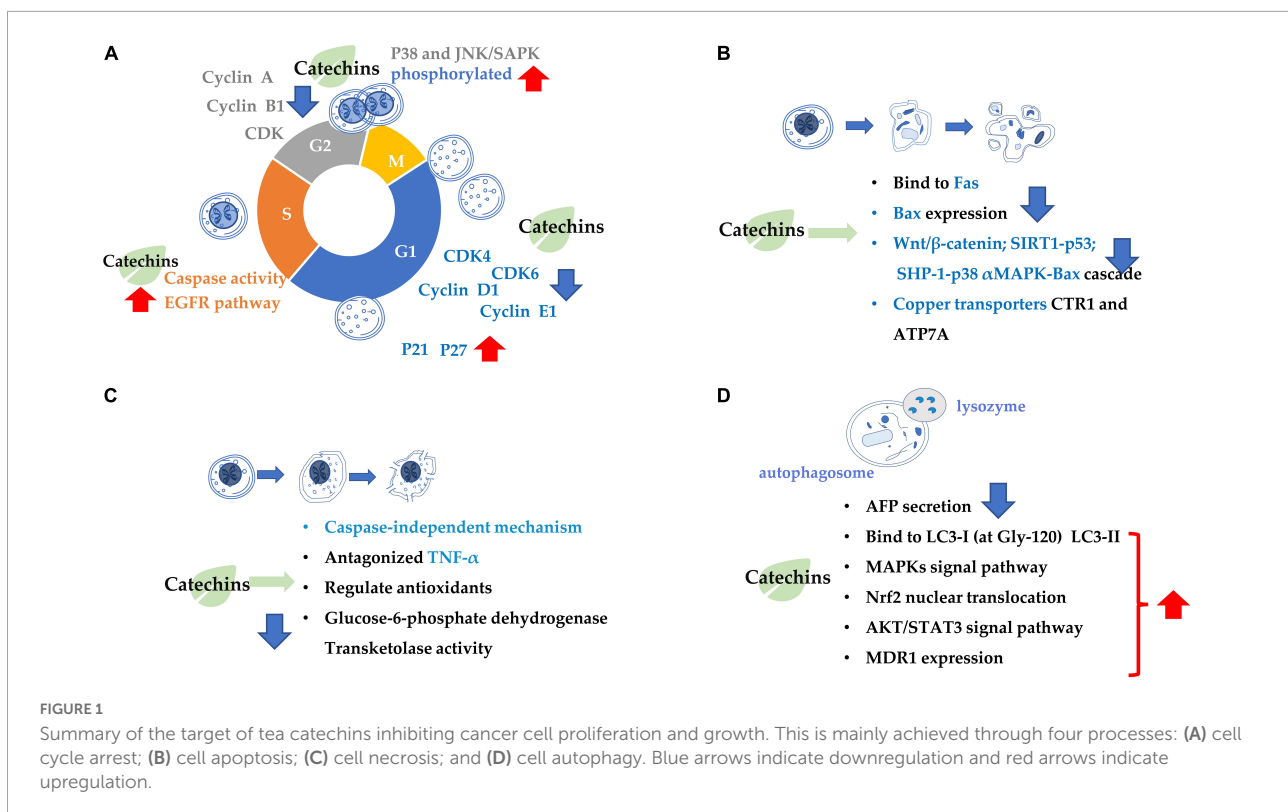 A
Catechins
P38 and JNK/SAPK
phosphorylated
Cyclin A
Cyclin B1
CDK
G2
M
S
G1
Catechins
Caspase activity
EGFR pathway
Catechins
CDK4
CDK6
Cyclin D1
Cyclin E1
P21 P27
B
Catechins
• Bind to Fas
• Bax expression
• Wnt/β-catenin; SIRT1-p53;
SHP-1-p38 αMAPK-Bax cascade
• Copper transporters CTR1 and
ATP7A
C
Catechins
• Caspase-independent mechanism
• Antagonized TNF-α
• Regulate antioxidants
• Glucose-6-phosphate dehydrogenase
Transketolase activity
D
lysozyme
autophagosome
Catechins
• AFP secretion
• Bind to LC3-I (at Gly-120) LC3-II
• MAPKs signal pathway
• Nrf2 nuclear translocation
• AKT/STAT3 signal pathway
• MDR1 expression
FIGURE 1
Summary of the target of tea catechins inhibiting cancer cell proliferation and growth. This is mainly achieved through four processes: (A) cell
cycle arrest; (B) cell apoptosis; (C) cell necrosis; and (D) cell autophagy. Blue arrows indicate downregulation and red arrows indicate
upregulation.